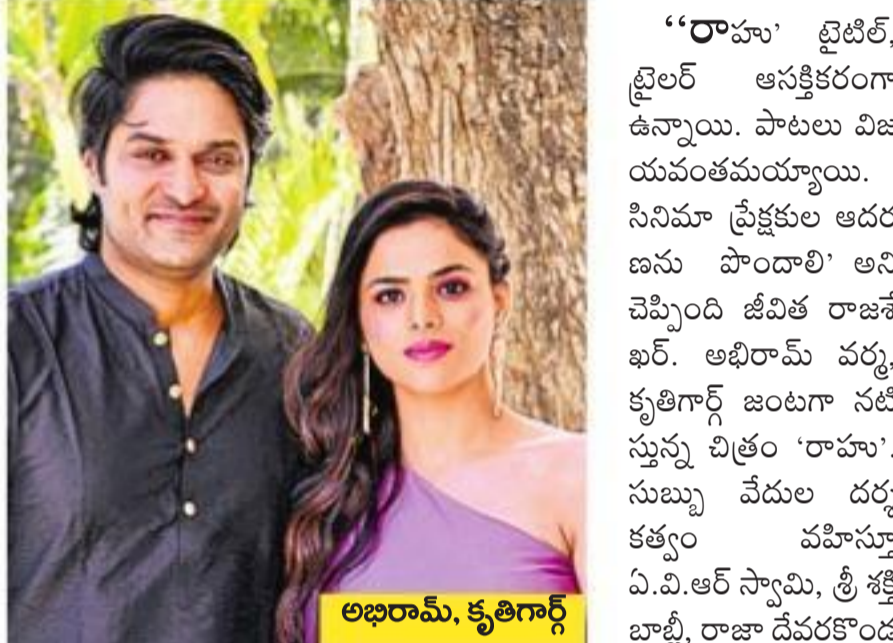 “రాహు’ టైటిల్,
ట్రైలర్ ఆసక్తికరంగా
ఉన్నాయి. పాటలు విజ
యవంతమయ్యాయి.
సినిమా ప్రేక్షకుల ఆదర
ణను పొందాలి’ అని
చెప్పింది జీవిత రాజశే
ఖర్. అభిరామ్ వర్మ,
కృతిగార్గ్ జంటగా నటి
స్తున్న చిత్రం ‘రాహు’.
సుబ్బు వేదుల దర్శ
కత్వం వహిస్తూ
ఏ.వి.ఆర్ స్వామి, శ్రీ శక్తి
బాబ్జీ, రాజా దేవరకొండ
అభిరామ్, కృతిగార్గ్